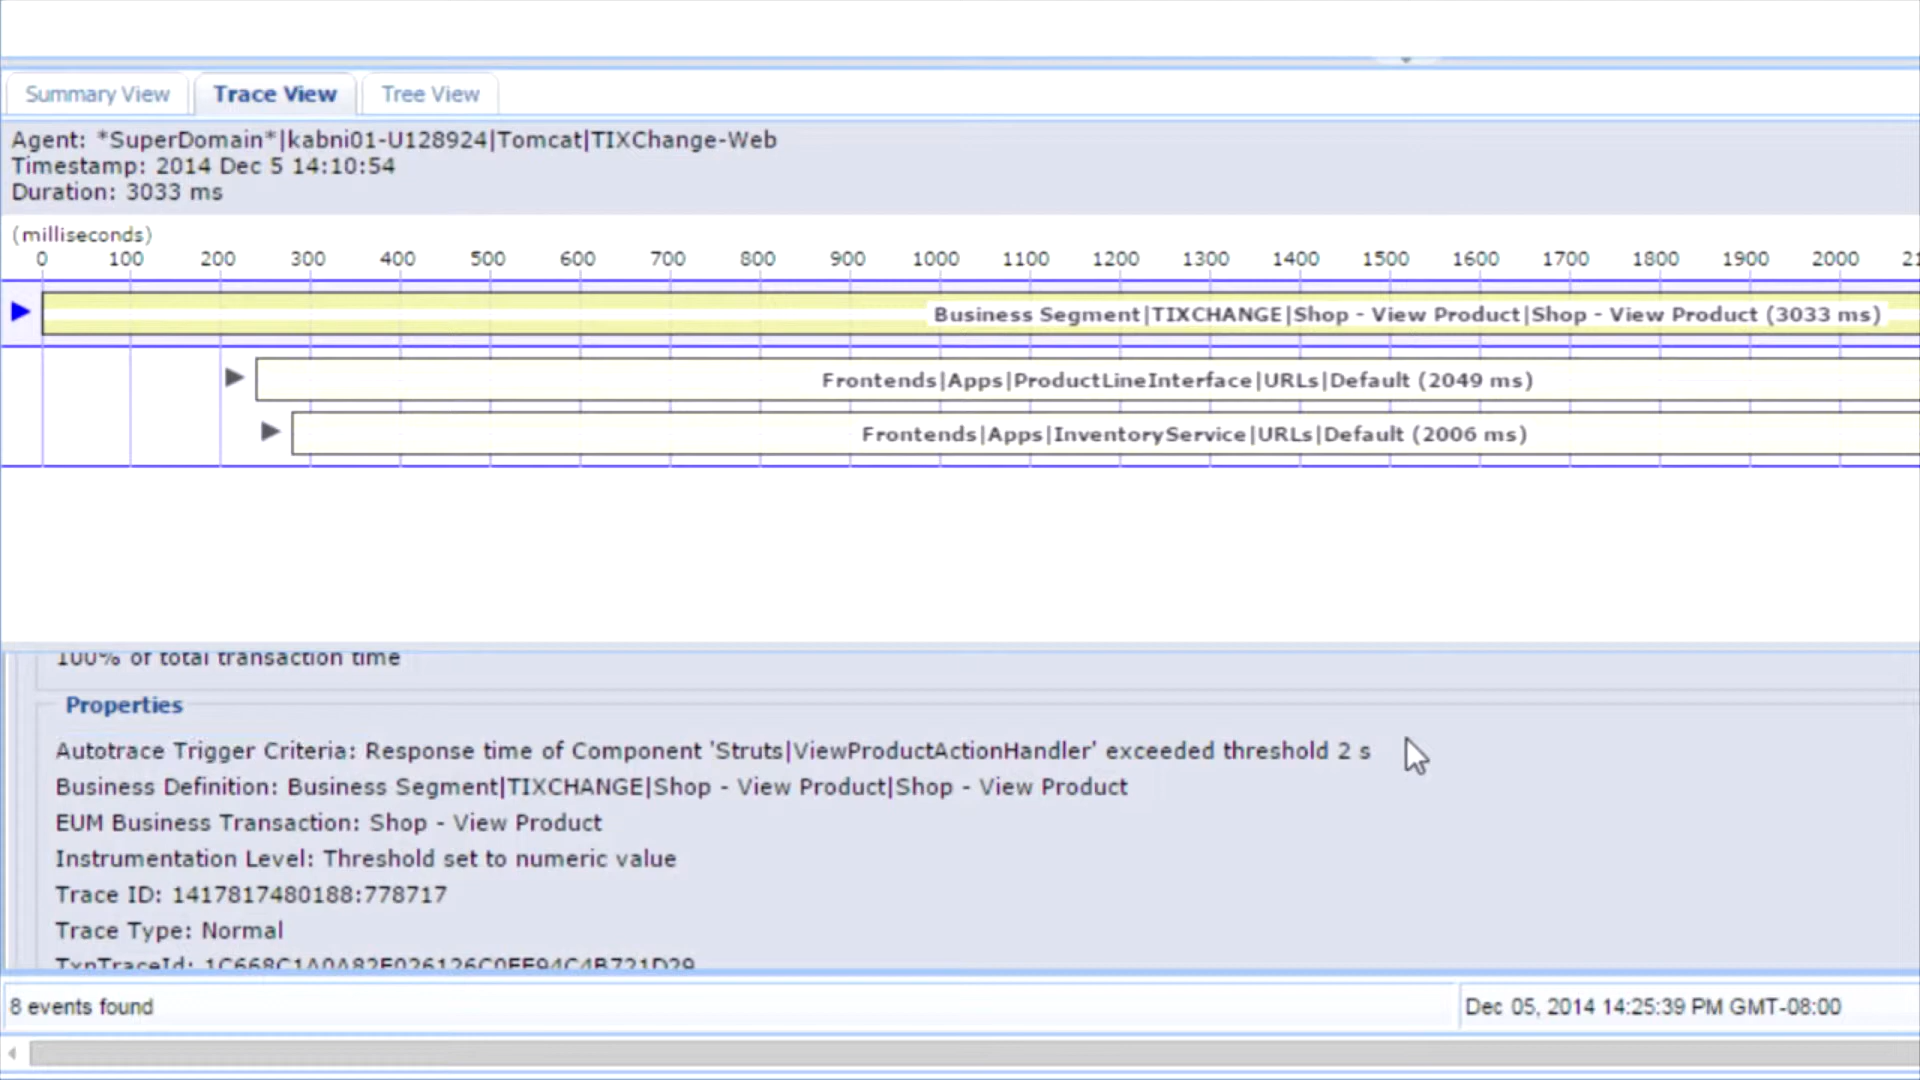 Summary View Trace View Tree View
Agent: *SuperDomain*|kabni01-U128924|Tomcat|TIXChange-Web
Timestamp: 2014 Dec 5 14:10:54
Duration: 3033 ms
(milliseconds)
0 100 200 300 400 500 600 700 800 900 1000 1100 1200 1300 1400 1500 1600 1700 1800 1900 2000
Business Segment|TIXCHANGE|Shop - View Product|Shop - View Product (3033 ms)
Frontends|Apps|ProductLineInterface|URLs|Default (2049 ms)
Frontends|Apps|InventoryService|URLs|Default (2006 ms)
100% of total transaction time
Properties
Autotrace Trigger Criteria: Response time of Component 'Struts|ViewProductActionHandler' exceeded threshold 2 s
Business Definition: Business Segment|TIXCHANGE|Shop - View Product|Shop - View Product
EUM Business Transaction: Shop - View Product
Instrumentation Level: Threshold set to numeric value
Trace ID: 1417817480188:778717
Trace Type: Normal
TxnTraceId:
8 events found
Dec 05, 2014 14:25:39 PM GMT-08:00